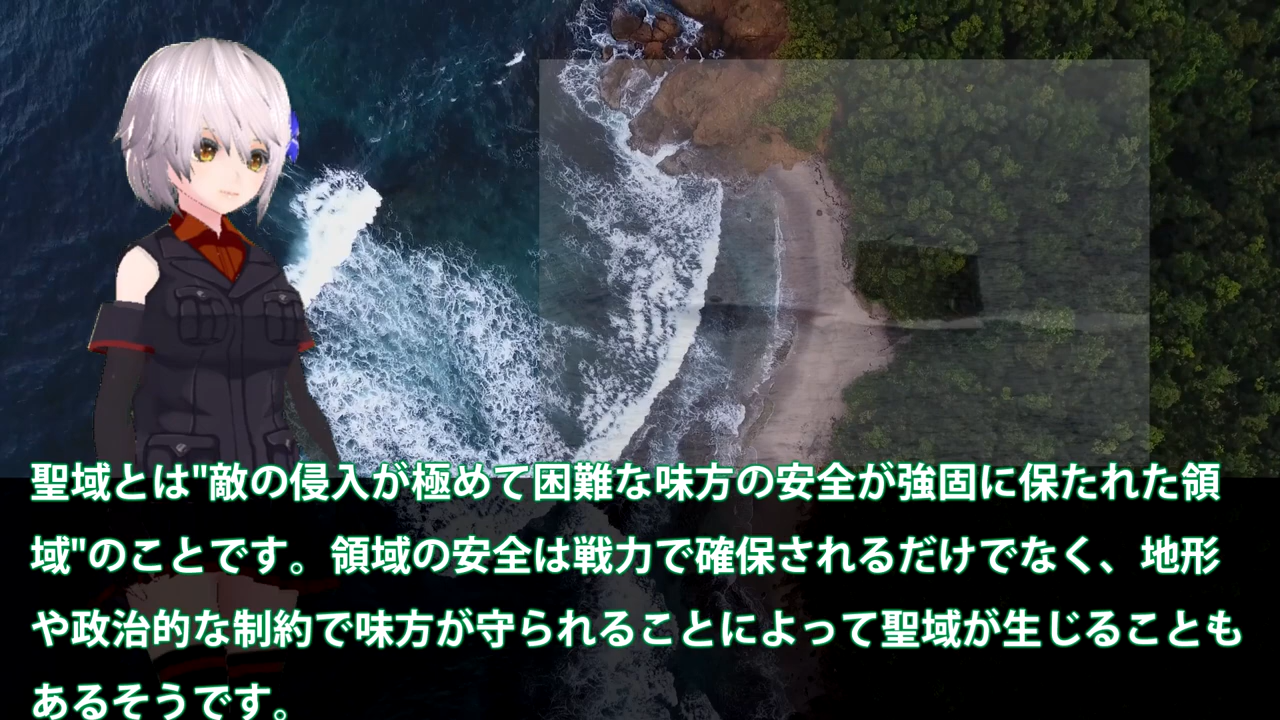 聖域とは"敵の侵入が極めて困難な味方の安全が強固に保たれた領
域"のことです。領域の安全は戦力で確保されるだけでなく、地形
や政治的な制約で味方が守られることによって聖域が生じることも
あるそうです。